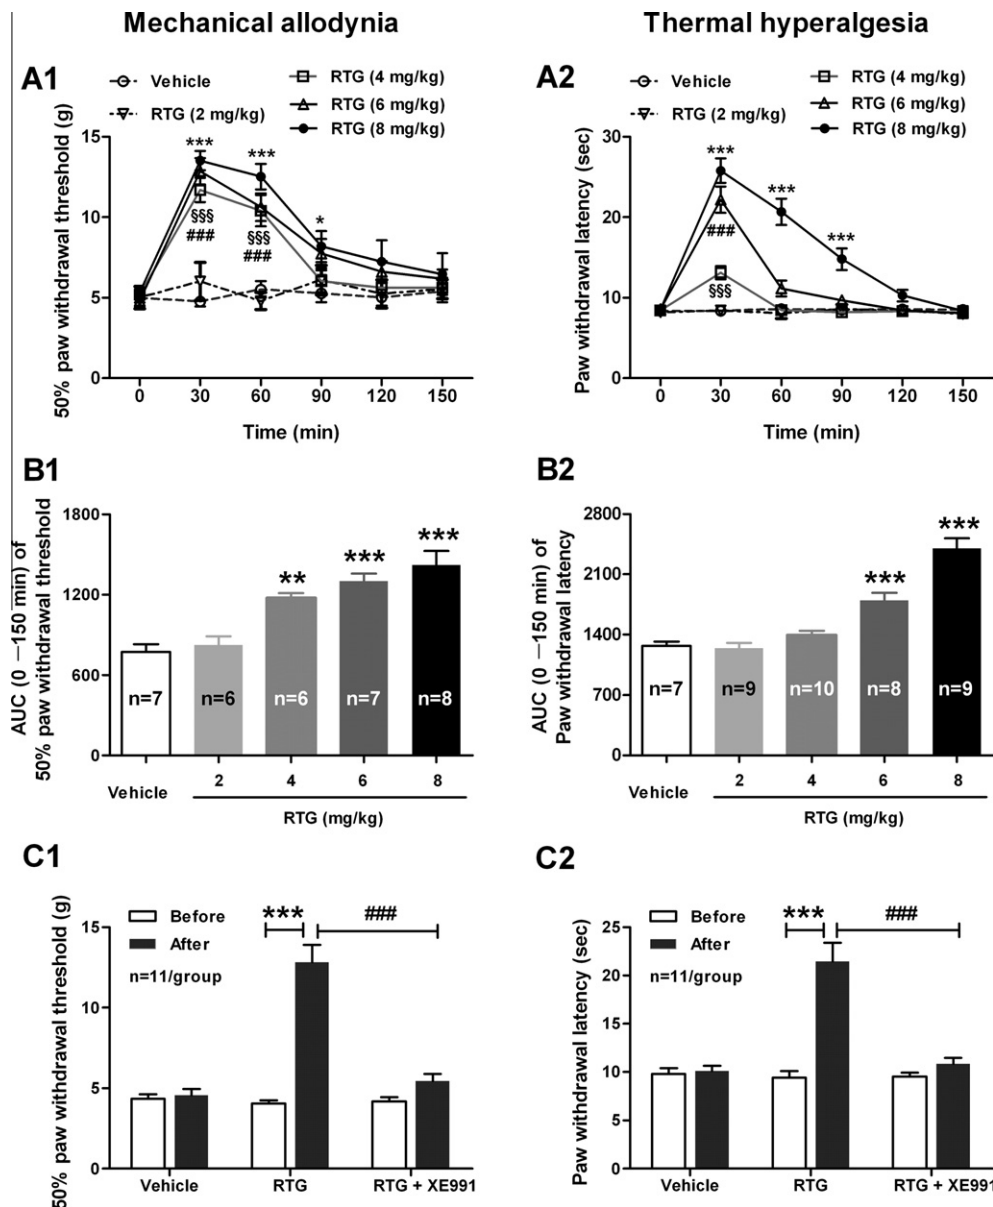 Mechanical allodynia
Thermal hyperalgesia
A1
Vehicle
RTG (2 mg/kg)
RTG (4 mg/kg)
RTG (6 mg/kg)
RTG (8 mg/kg)
50% paw withdrawal threshold (g)
15
10
5
0
***
***
*
§§§
###
§§§
###
0 30 60 90 120 150
Time (min)
A2
Vehicle
RTG (2 mg/kg)
RTG (4 mg/kg)
RTG (6 mg/kg)
RTG (8 mg/kg)
Paw withdrawal latency (sec)
30
20
10
0
***
***
***
###
§§§
0 30 60 90 120 150
Time (min)
B1
AUC (0 —150 min) of
50% paw withdrawal threshold
1800
1200
600
0
** *** ***
n=7 n=6 n=6 n=7 n=8
Vehicle 2 4 6 8
RTG (mg/kg)
B2
AUC (0 —150 min) of
Paw withdrawal latency
2800
2100
1400
700
0
*** ***
n=7 n=9 n=10 n=8 n=9
Vehicle 2 4 6 8
RTG (mg/kg)
C1
50% paw withdrawal threshold (g)
15
10
5
0
Before
After
n=11/group
*** ###
Vehicle RTG RTG + XE991
C2
Paw withdrawal latency (sec)
25
20
15
10
5
0
Before
After
n=11/group
*** ###
Vehicle RTG RTG + XE991